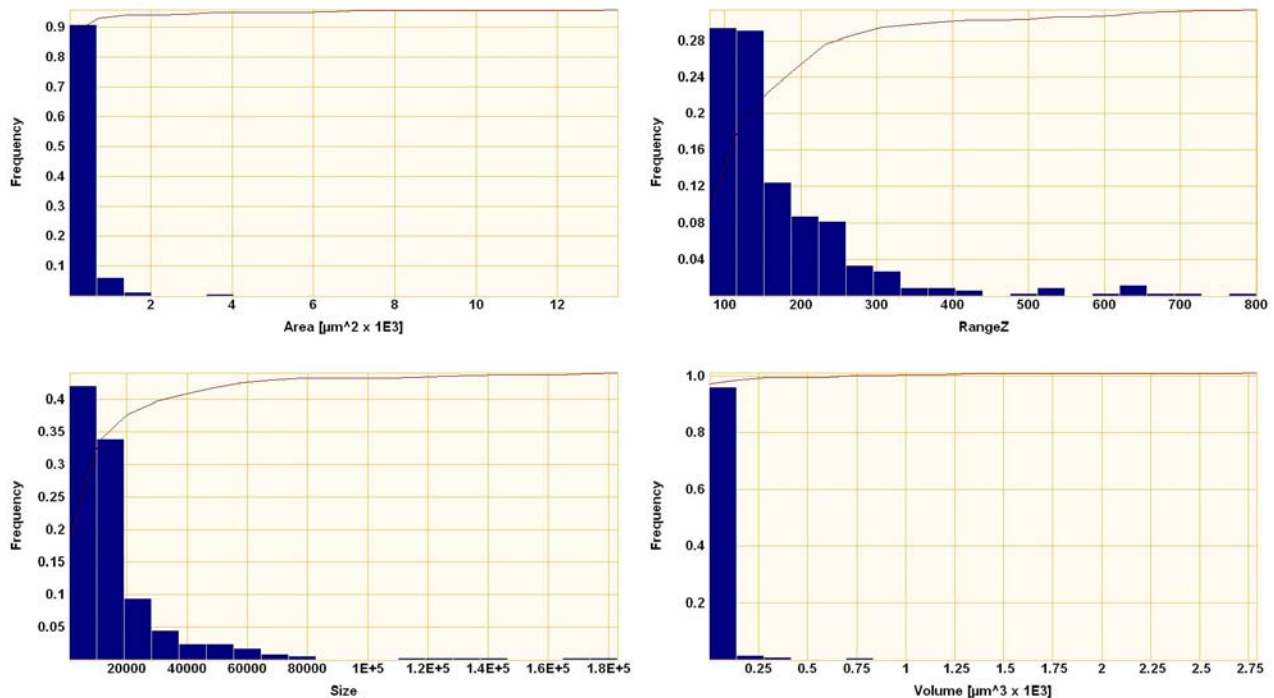 0.9
0.8
0.7
0.6
0.5
0.4
0.3
0.2
0.1
Frequency
2 4 6 8 10 12
Area [µm^2 x 1E3]
0.28
0.24
0.2
0.16
0.12
0.08
0.04
Frequency
100 200 300 400 500 600 700 800
RangeZ
0.4
0.35
0.3
0.25
0.2
0.15
0.1
0.05
Frequency
20000 40000 60000 80000 1E+5 1.2E+5 1.4E+5 1.6E+5 1.8E+5
Size
1.0
0.8
0.6
0.4
0.2
Frequency
0.25 0.5 0.75 1 1.25 1.5 1.75 2 2.25 2.5 2.75
Volume [µm^3 x 1E3]